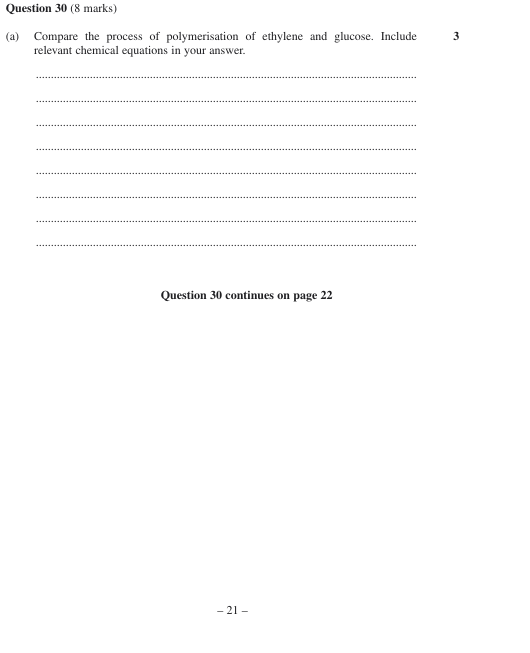 Question 30 (8 marks)
(a) Compare the process of polymerisation of ethylene and glucose. Include 3
relevant chemical equations in your answer.
................................................................................................................................
................................................................................................................................
................................................................................................................................
................................................................................................................................
................................................................................................................................
................................................................................................................................
................................................................................................................................
................................................................................................................................
Question 30 continues on page 22
– 21 –